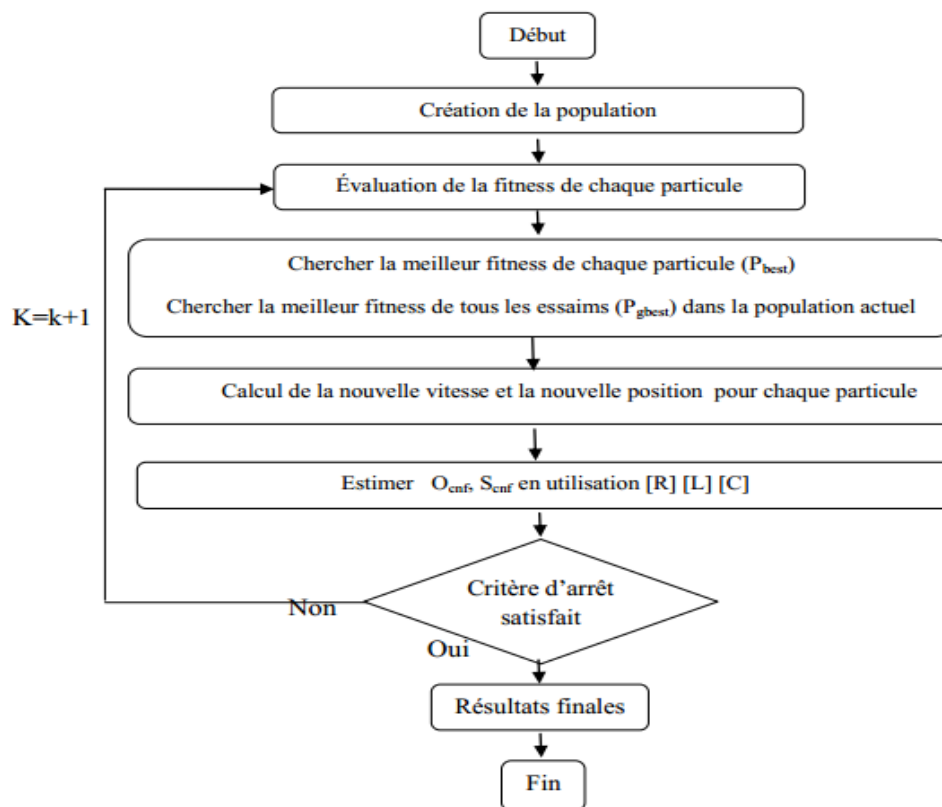 Début
Création de la population
Évaluation de la fitness de chaque particule
Chercher la meilleur fitness de chaque particule (Pbest)
Chercher la meilleur fitness de tous les essaims (Pgbest) dans la population actuel
K=k+1
Calcul de la nouvelle vitesse et la nouvelle position pour chaque particule
Estimer Ocnf, Scnf en utilisation [R] [L] [C]
Critère d’arrêt
satisfait
Non
Oui
Résultats finales
Fin